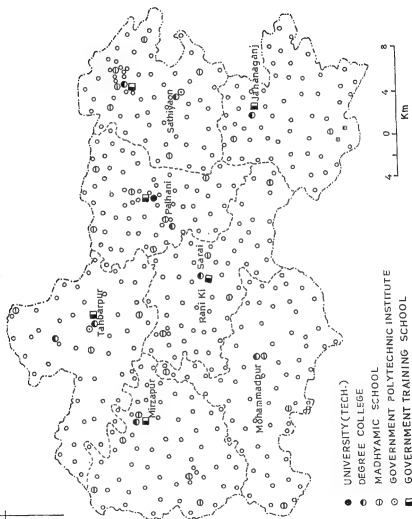 Sathiyaon
Jahanaganj
Palhani
Rani Ki Sarai
Tahbarpur
Mirzapur
Mohammadpur
4 0 4 8
Km
UNIVERSITY (TECH.)
DEGREE COLLEGE
MADHYAMIC SCHOOL
GOVERNMENT POLYTECHNIC INSTITUTE
GOVERNMENT TRAINING SCHOOL